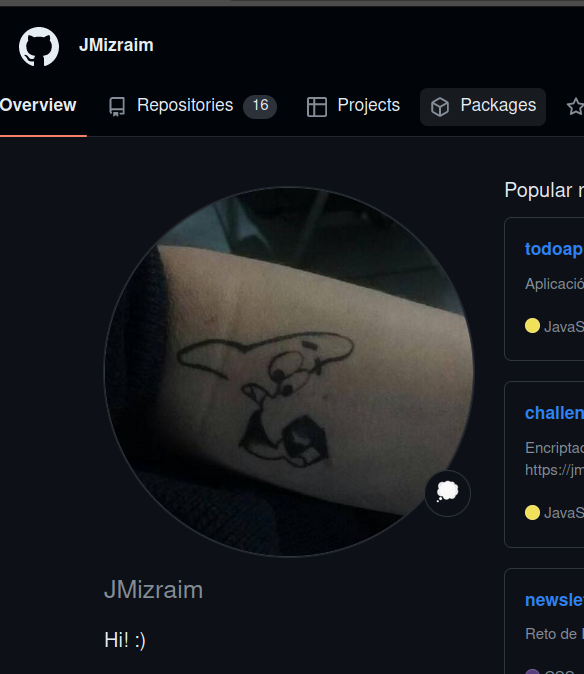 JMizraim
Overview
Repositories 16
Projects
Packages
Popular
todoap
Aplicació
JavaS
challen
Encriptad
https://jm
JavaS
newsle
Reto de
JMizraim
Hi! :)